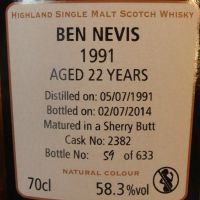 HIGHLAND SINGLE MALT SCOTCH WHISKY
BEN NEVIS
1991
AGED 22 YEARS
Distilled on: 05/07/1991
Bottled on: 02/07/2014
Matured in a Sherry Butt
Cask No: 2382
Bottle No: 59 of 633
NATURAL COLOUR
70cl 58.3%vol